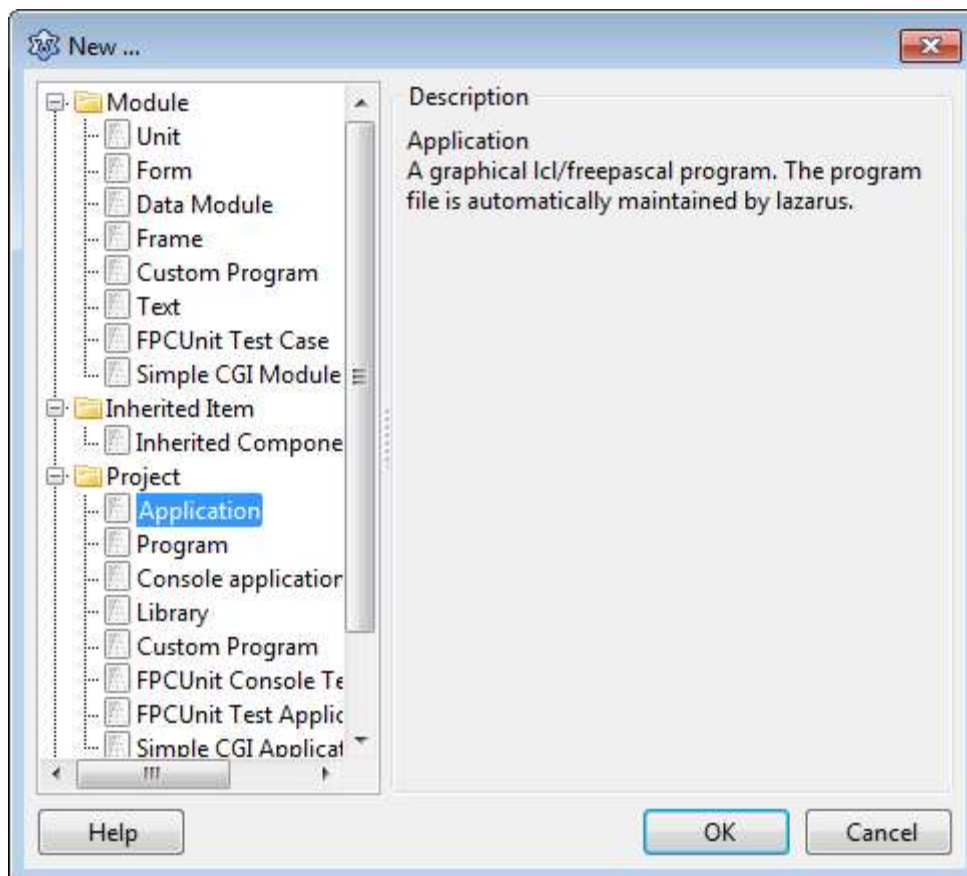 New ...
Module
Unit
Form
Data Module
Frame
Custom Program
Text
FPCUnit Test Case
Simple CGI Module
Inherited Item
Inherited Compone
Project
Application
Program
Console application
Library
Custom Program
FPCUnit Console Te
FPCUnit Test Applic
Simple CGI Applicat
Description
Application
A graphical lcl/freepascal program. The program
file is automatically maintained by lazarus.
Help
OK
Cancel